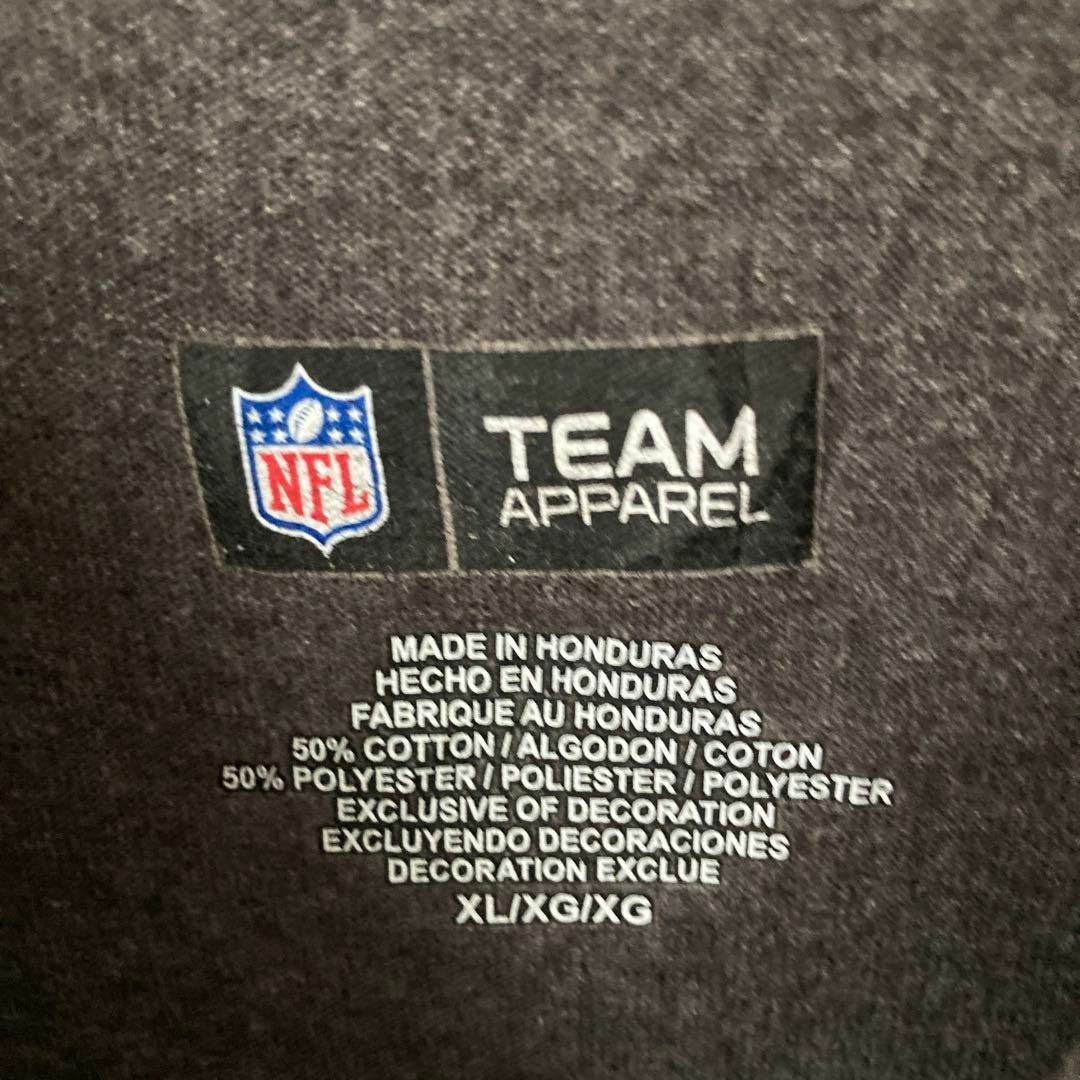 NFL
TEAM
APPAREL
MADE IN HONDURAS
HECHO EN HONDURAS
FABRIQUE AU HONDURAS
50% COTTON / ALGODON / COTON
50% POLYESTER / POLIESTER / POLYESTER
EXCLUSIVE OF DECORATION
EXCLUYENDO DECORACIONES
DECORATION EXCLUE
XL/XG/XG